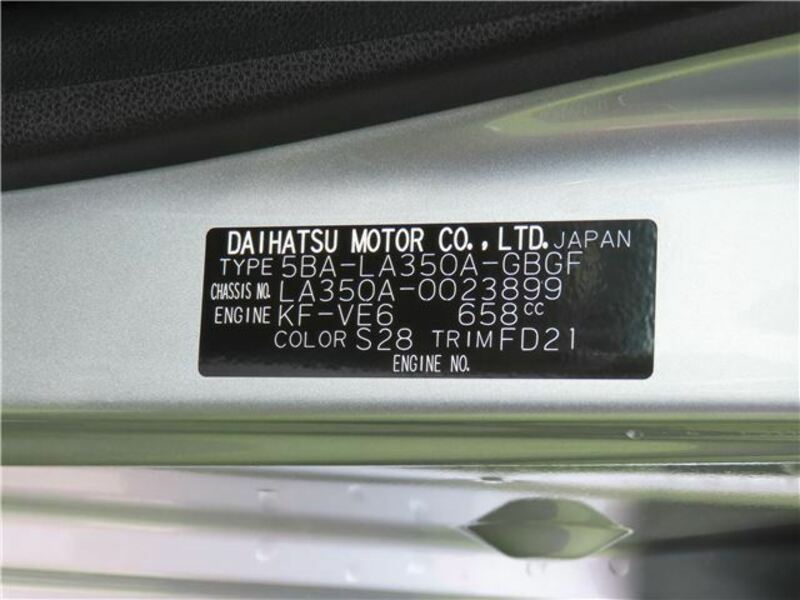 DAIHATSU MOTOR CO., LTD. JAPAN
TYPE 5BA-LA350A-GBGF
CHASSIS NO. LA350A-0023899
ENGINE KF-VE6 658CC
COLOR S28 TRIM FD21
ENGINE NO.